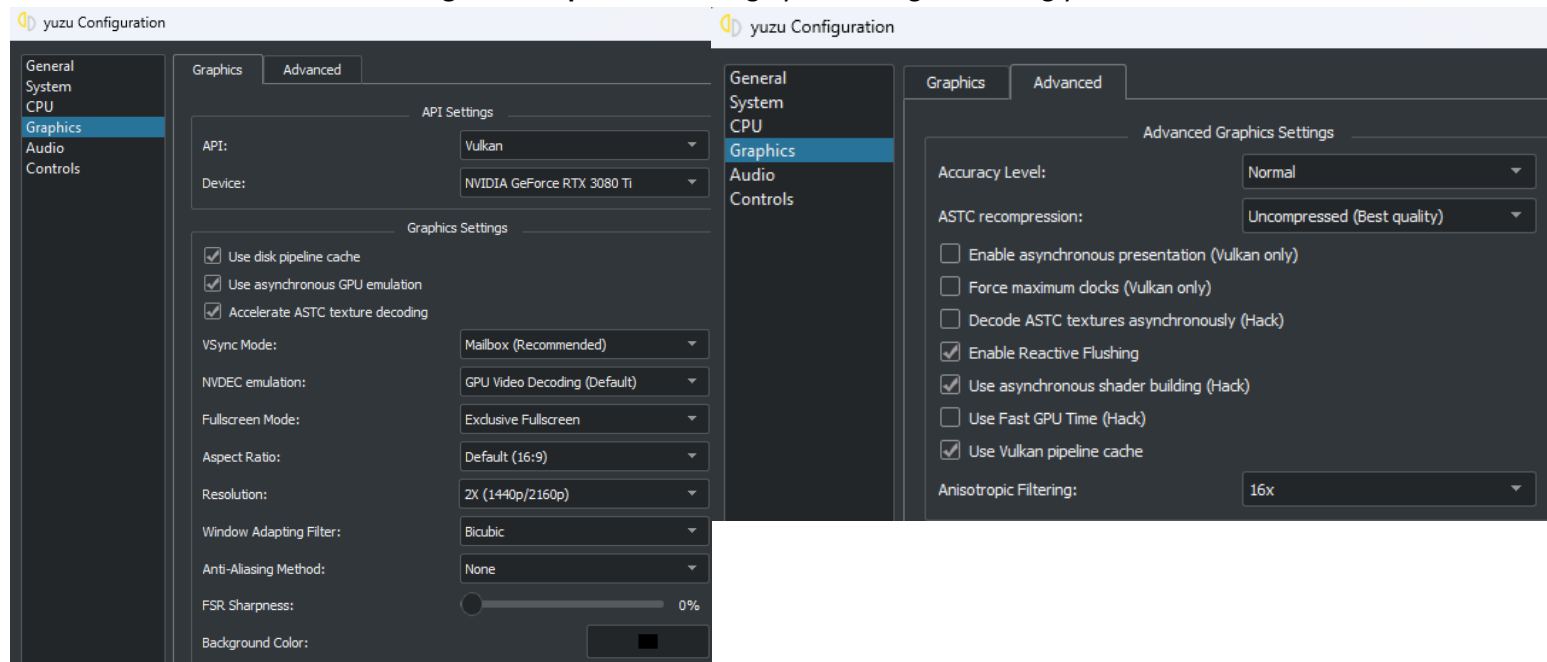 yuzu Configuration
General
System
CPU
Graphics
Audio
Controls
Graphics Advanced
API Settings
API: Vulkan
Device: NVIDIA GeForce RTX 3080 Ti
Graphics Settings
Use disk pipeline cache
Use asynchronous GPU emulation
Accelerate ASTC texture decoding
VSync Mode: Mailbox (Recommended)
NVDEC emulation: GPU Video Decoding (Default)
Fullscreen Mode: Exclusive Fullscreen
Aspect Ratio: Default (16:9)
Resolution: 2X (1440p/2160p)
Window Adapting Filter: Bicubic
Anti-Aliasing Method: None
FSR Sharpness: 0%
Background Color:
yuzu Configuration
General
System
CPU
Graphics
Audio
Controls
Graphics Advanced
Advanced Graphics Settings
Accuracy Level: Normal
ASTC recompression: Uncompressed (Best quality)
Enable asynchronous presentation (Vulkan only)
Force maximum clocks (Vulkan only)
Decode ASTC textures asynchronously (Hack)
Enable Reactive Flushing
Use asynchronous shader building (Hack)
Use Fast GPU Time (Hack)
Use Vulkan pipeline cache
Anisotropic Filtering: 16x